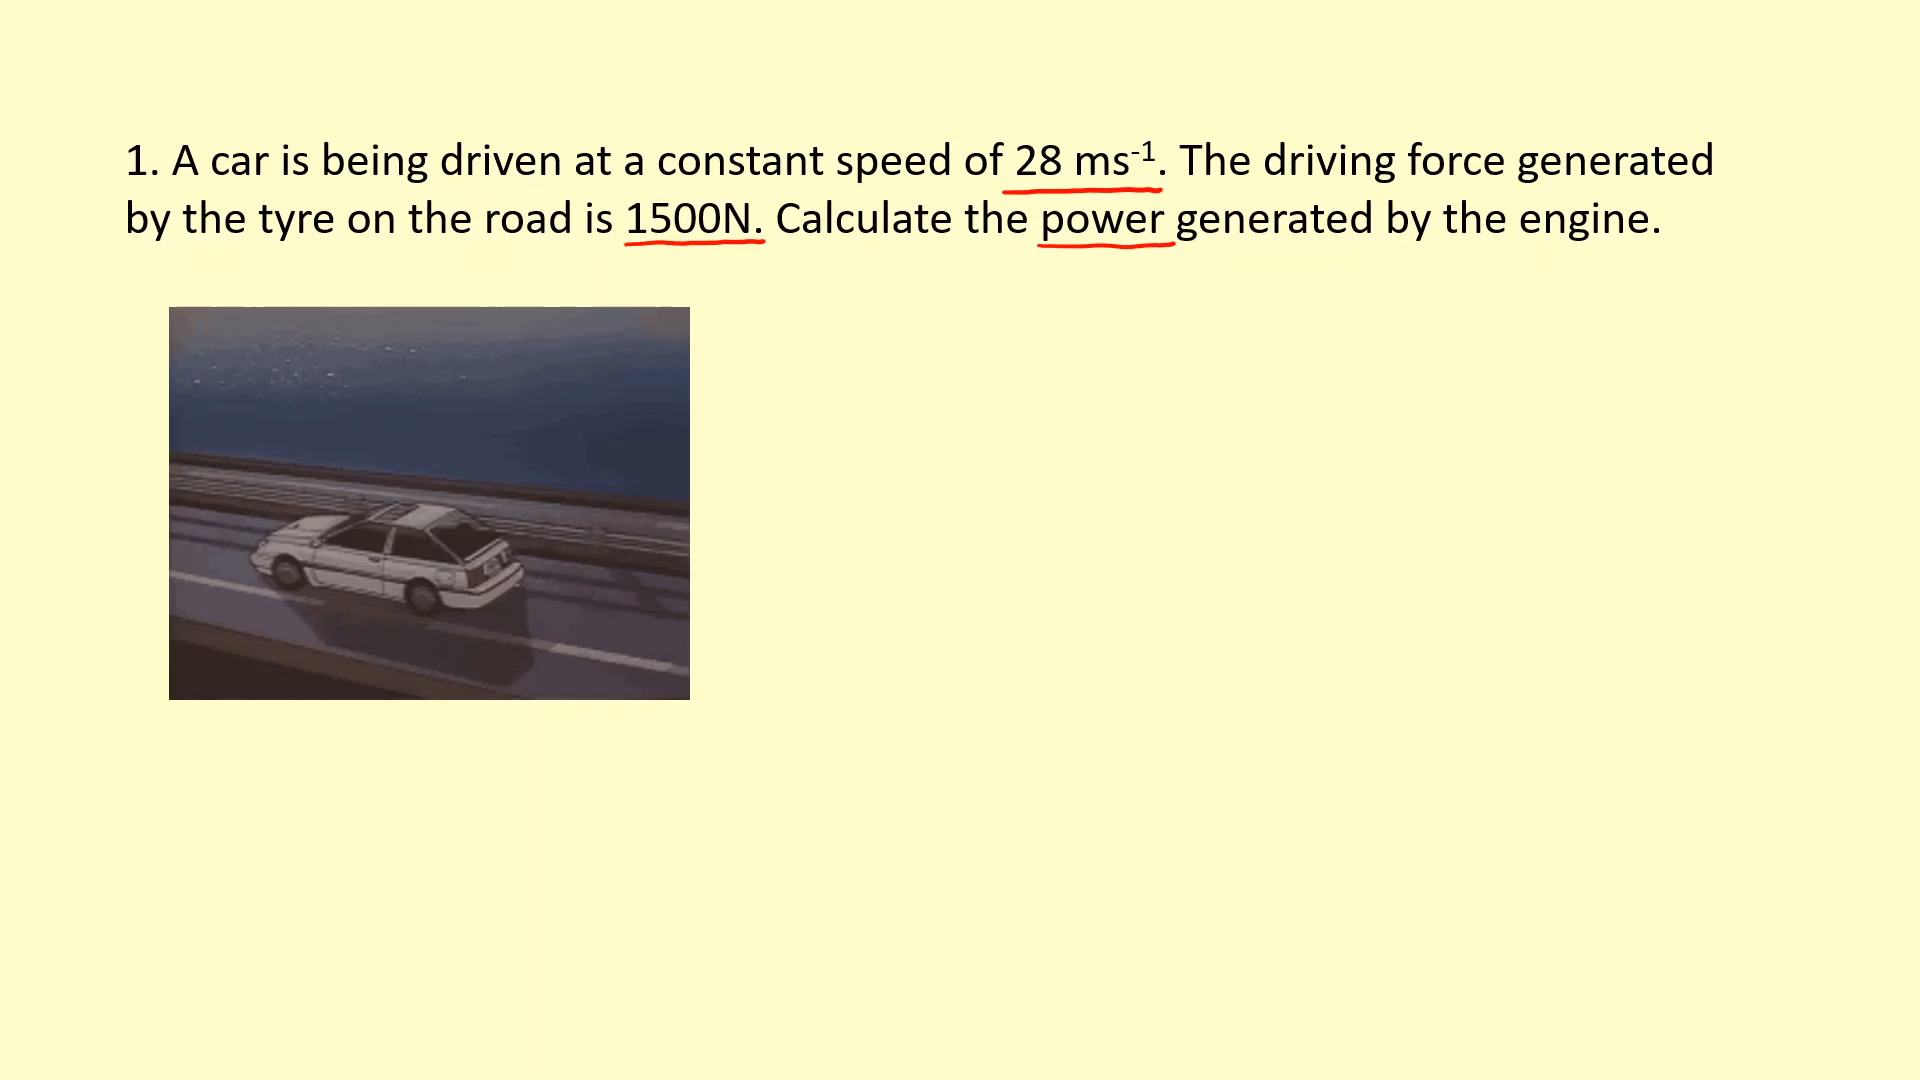 1. A car is being driven at a constant speed of 28 ms⁻¹. The driving force generated
by the tyre on the road is 1500N. Calculate the power generated by the engine.